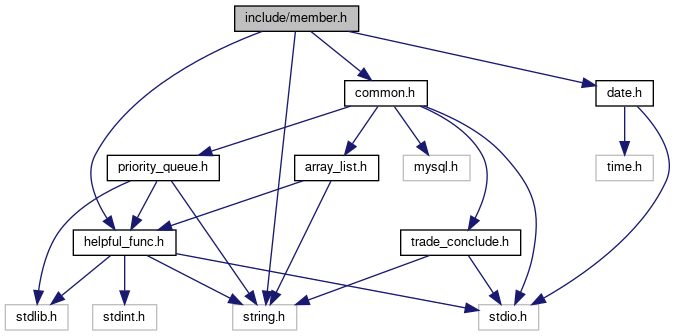 include/member.h
common.h
date.h
priority_queue.h
array_list.h
mysql.h
time.h
helpful_func.h
trade_conclude.h
stdlib.h
stdint.h
string.h
stdio.h